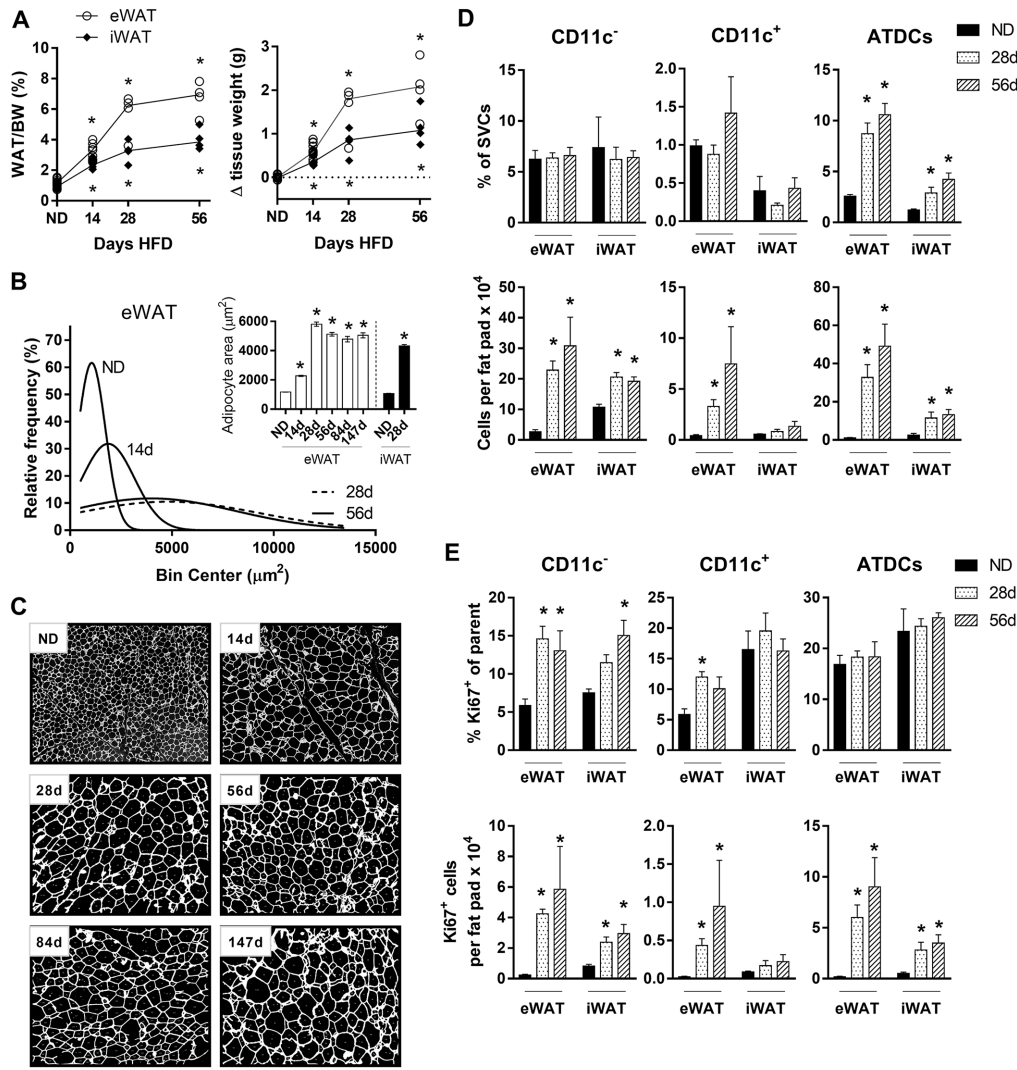 A
eWAT
iWAT
WAT/BW (%)
10
8
6
4
2
0
* * *
* * *
ND 14 28 56
Days HFD
Δ tissue weight (g)
3
2
1
0
* * *
* * *
ND 14 28 56
Days HFD
B
eWAT
Relative frequency (%)
70
60
50
40
30
20
10
0
ND
14d
28d
56d
0 5000 10000 15000
Bin Center (μm²)
Adipocyte area (μm²)
6000
4000
2000
0
* * * * * *
ND 14d 28d 56d 84d 147d ND 28d
eWAT iWAT
C
ND 14d
28d 56d
84d 147d
D
CD11c⁻ CD11c⁺ ATDCs
ND
28d
56d
% of SVCs
15
10
5
0
eWAT iWAT
2.0
1.5
1.0
0.5
0.0
eWAT iWAT
15
10
5
0
* * * *
eWAT iWAT
Cells per fat pad x 10⁴
50
40
30
20
10
0
* * * *
eWAT iWAT
15
10
5
0
* *
eWAT iWAT
80
60
40
20
0
* * * *
eWAT iWAT
E
CD11c⁻ CD11c⁺ ATDCs
ND
28d
56d
% Ki67⁺ of parent
20
15
10
5
0
* * *
eWAT iWAT
25
20
15
10
5
0
*
eWAT iWAT
30
20
10
0
eWAT iWAT
Ki67⁺ cells
per fat pad x 10⁴
10
8
6
4
2
0
* * * *
eWAT iWAT
2.0
1.5
1.0
0.5
0.0
* *
eWAT iWAT
15
10
5
0
* * * *
eWAT iWAT